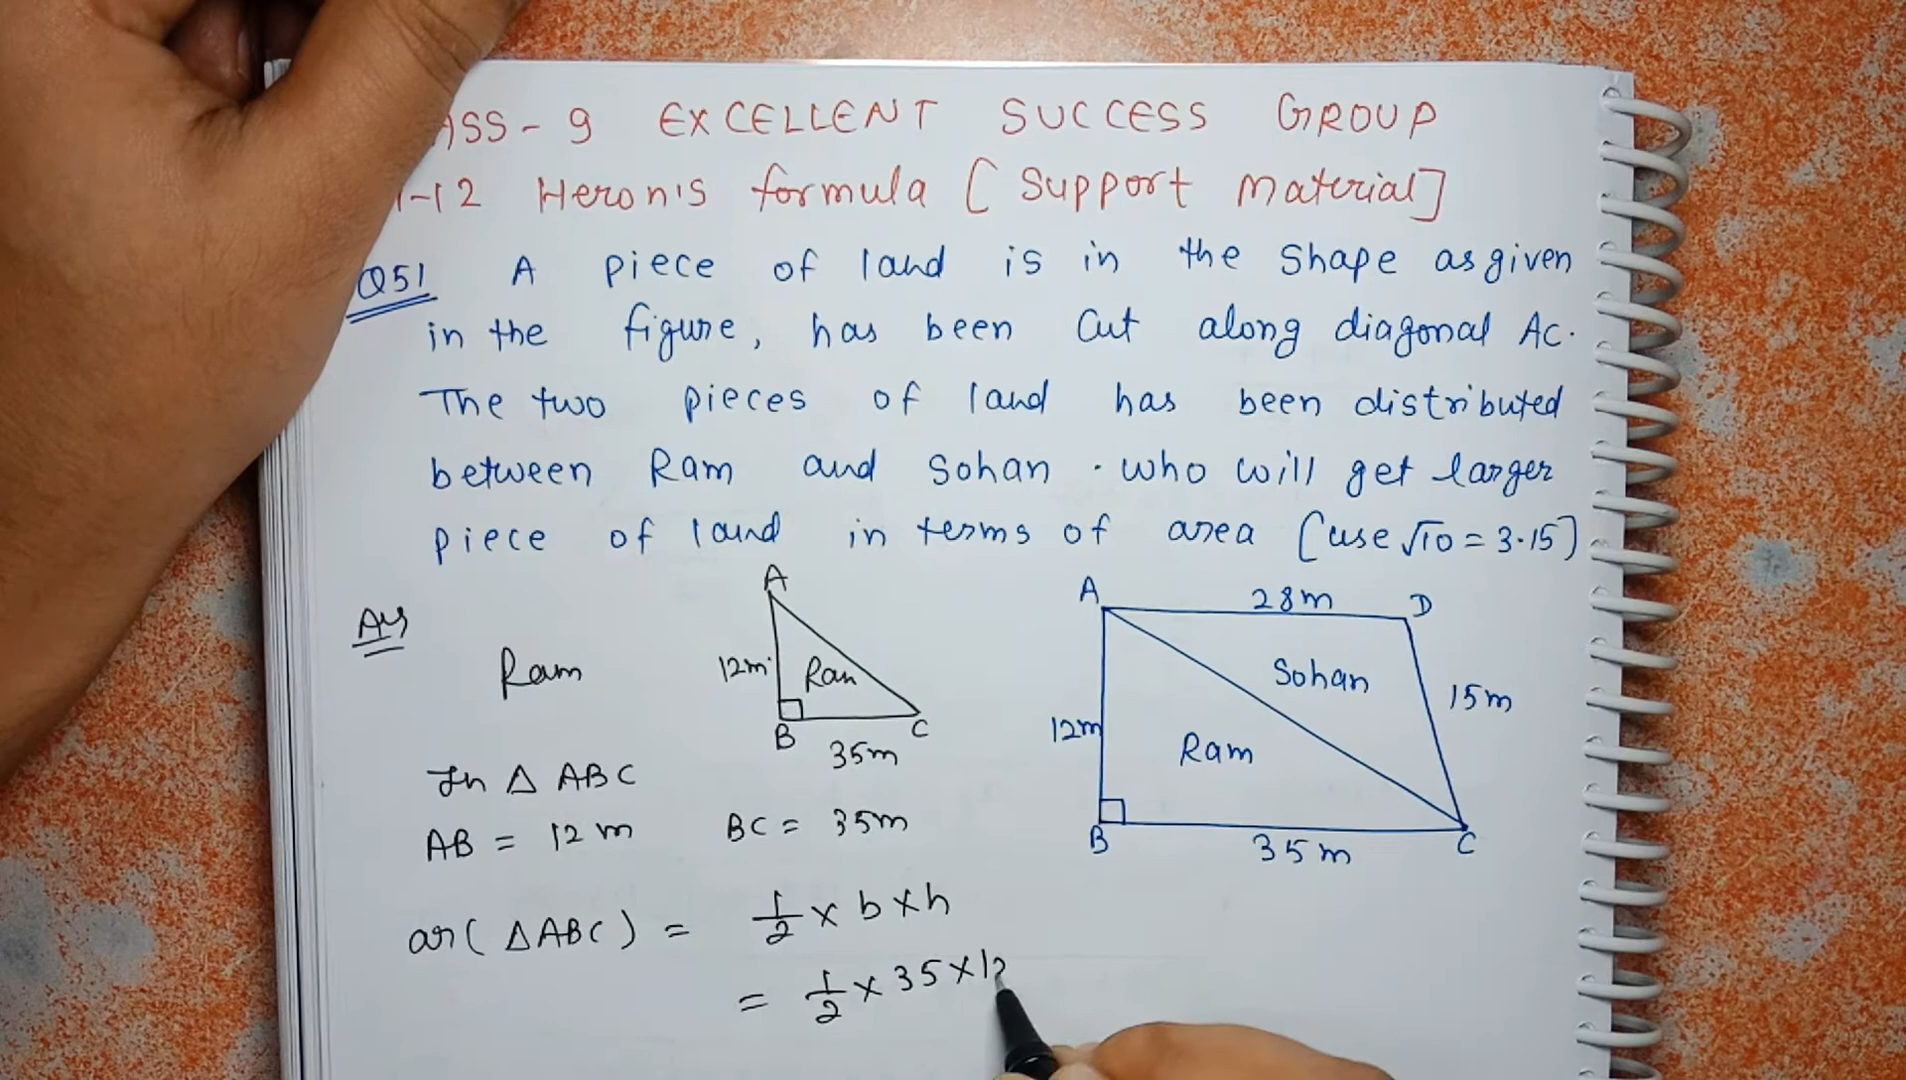 ASS-9 EXCELLENT SUCCESS GROUP
-12 Heron's formula [Support Material]
Q51 A piece of land is in the shape as given
in the figure, has been cut along diagonal AC.
The two pieces of land has been distributed
between Ram and Sohan. who will get larger
piece of land in terms of area [use √10 = 3.15]
Ans
Ram
A
12m
Ram
B
35m
C
A
28m
D
Sohan
15m
12m
Ram
B
35m
C
In Δ ABC
AB = 12 m BC = 35m
ar( ΔABC) = 1/2 × b × h
= 1/2 × 35 × 12